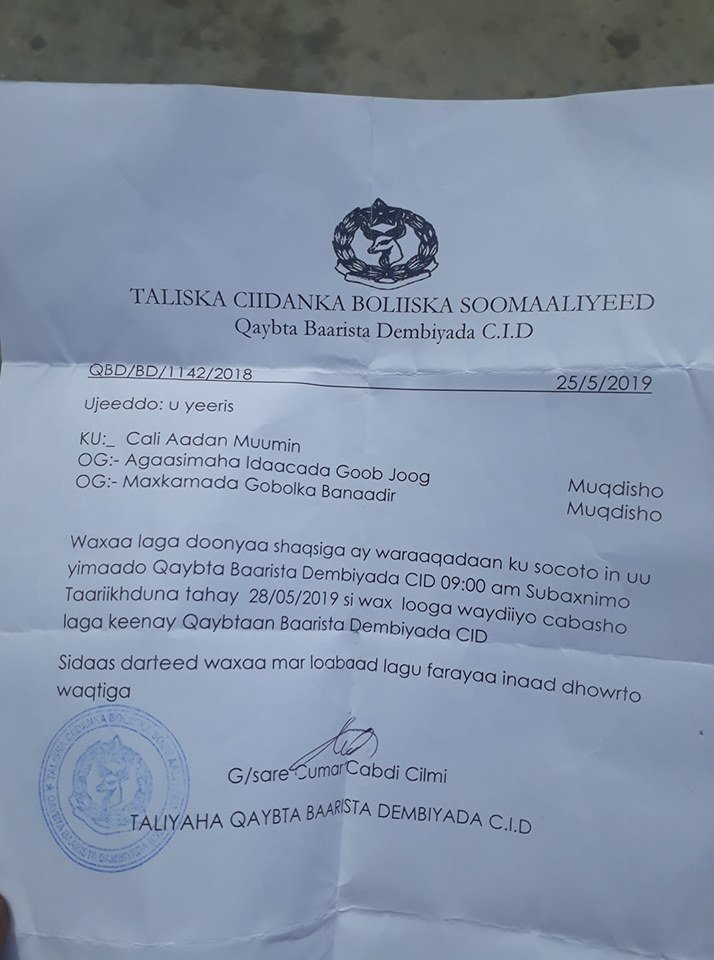 TALISKA CIIDANKA BOLIISKA SOOMAALIYEED
Qaybta Baarista Dembiyada C.I.D
QBD/BD/1142/2018 25/5/2019
Ujeeddo: u yeeris
KU:_ Cali Aadan Muumin
OG:- Agaasimaha Idaacada Goob Joog Muqdisho
OG:- Maxkamada Gobolka Banaadir Muqdisho
Waxaa laga doonyaa shaqsiga ay waraaqadaan ku socoto in uu
yimaado Qaybta Baarista Dembiyada CID 09:00 am Subaxnimo
Taariikhduna tahay 28/05/2019 si wax looga waydiiyo cabasho
laga keenay Qaybtaan Baarista Dembiyada CID
Sidaas darteed waxaa mar loabaad lagu farayaa inaad dhowrto
waqtiga
G/sare Cumar Cabdi Cilmi
TALIYAHA QAYBTA BAARISTA DEMBIYADA C.I.D